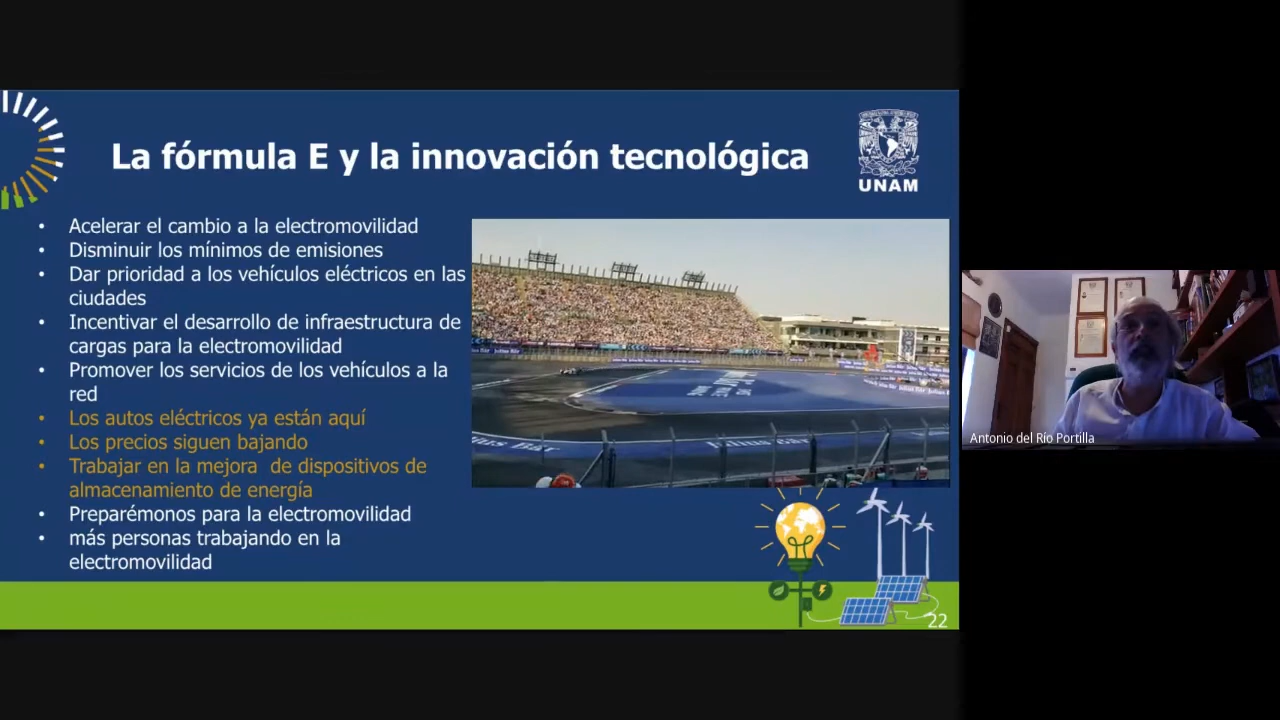 La fórmula E y la innovación tecnológica
UNAM
• Acelerar el cambio a la electromovilidad
• Disminuir los mínimos de emisiones
• Dar prioridad a los vehículos eléctricos en las
ciudades
• Incentivar el desarrollo de infraestructura de
cargas para la electromovilidad
• Promover los servicios de los vehículos a la
red
• Los autos eléctricos ya están aquí
• Los precios siguen bajando
• Trabajar en la mejora  de dispositivos de
almacenamiento de energía
• Preparémonos para la electromovilidad
• más personas trabajando en la
electromovilidad
Julius Bär
22
Antonio del Río Portilla